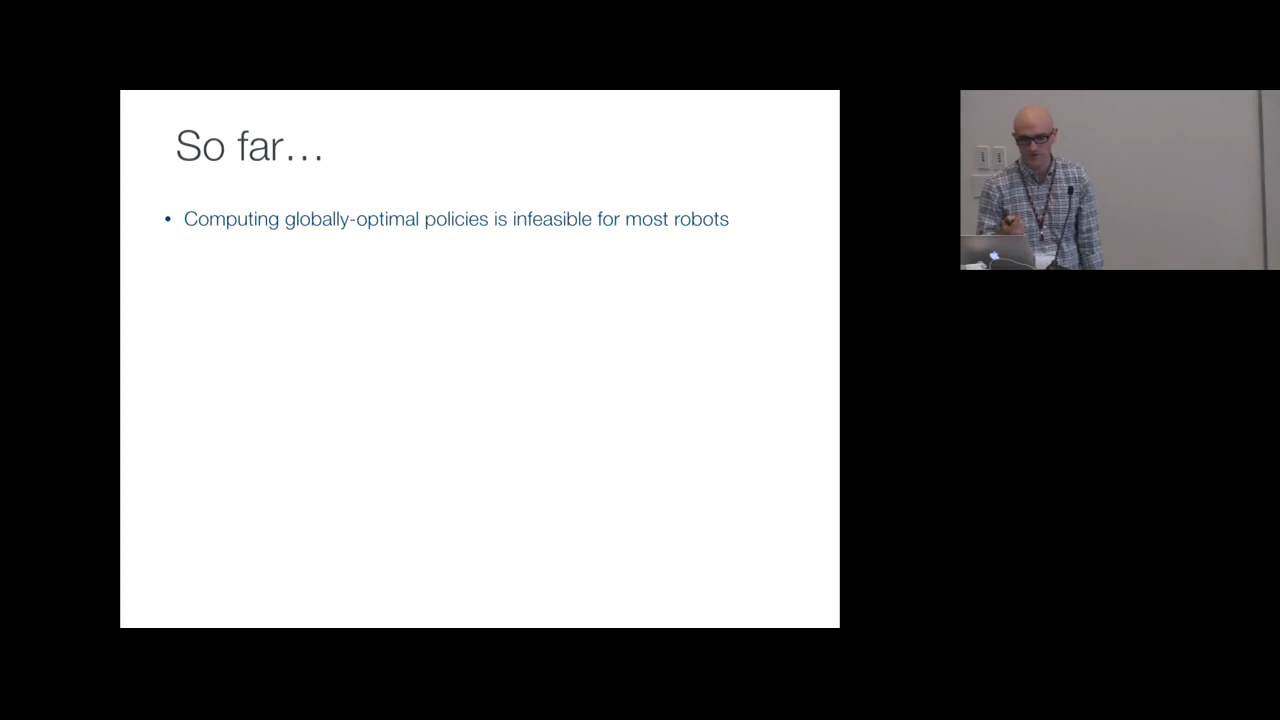 So far…
• Computing globally-optimal policies is infeasible for most robots